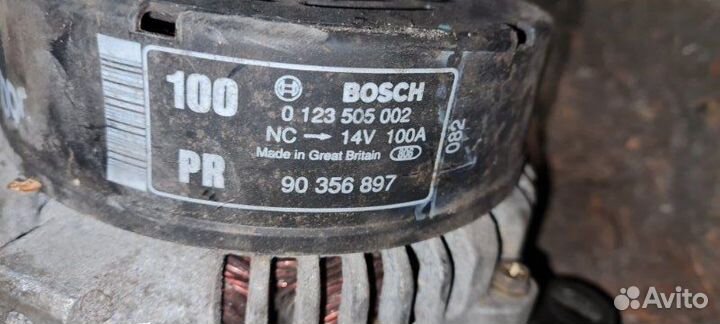 100
BOSCH
0 123 505 002
NC → 14V 100A
Made in Great Britain 806
PR
90 356 897
082
Avito